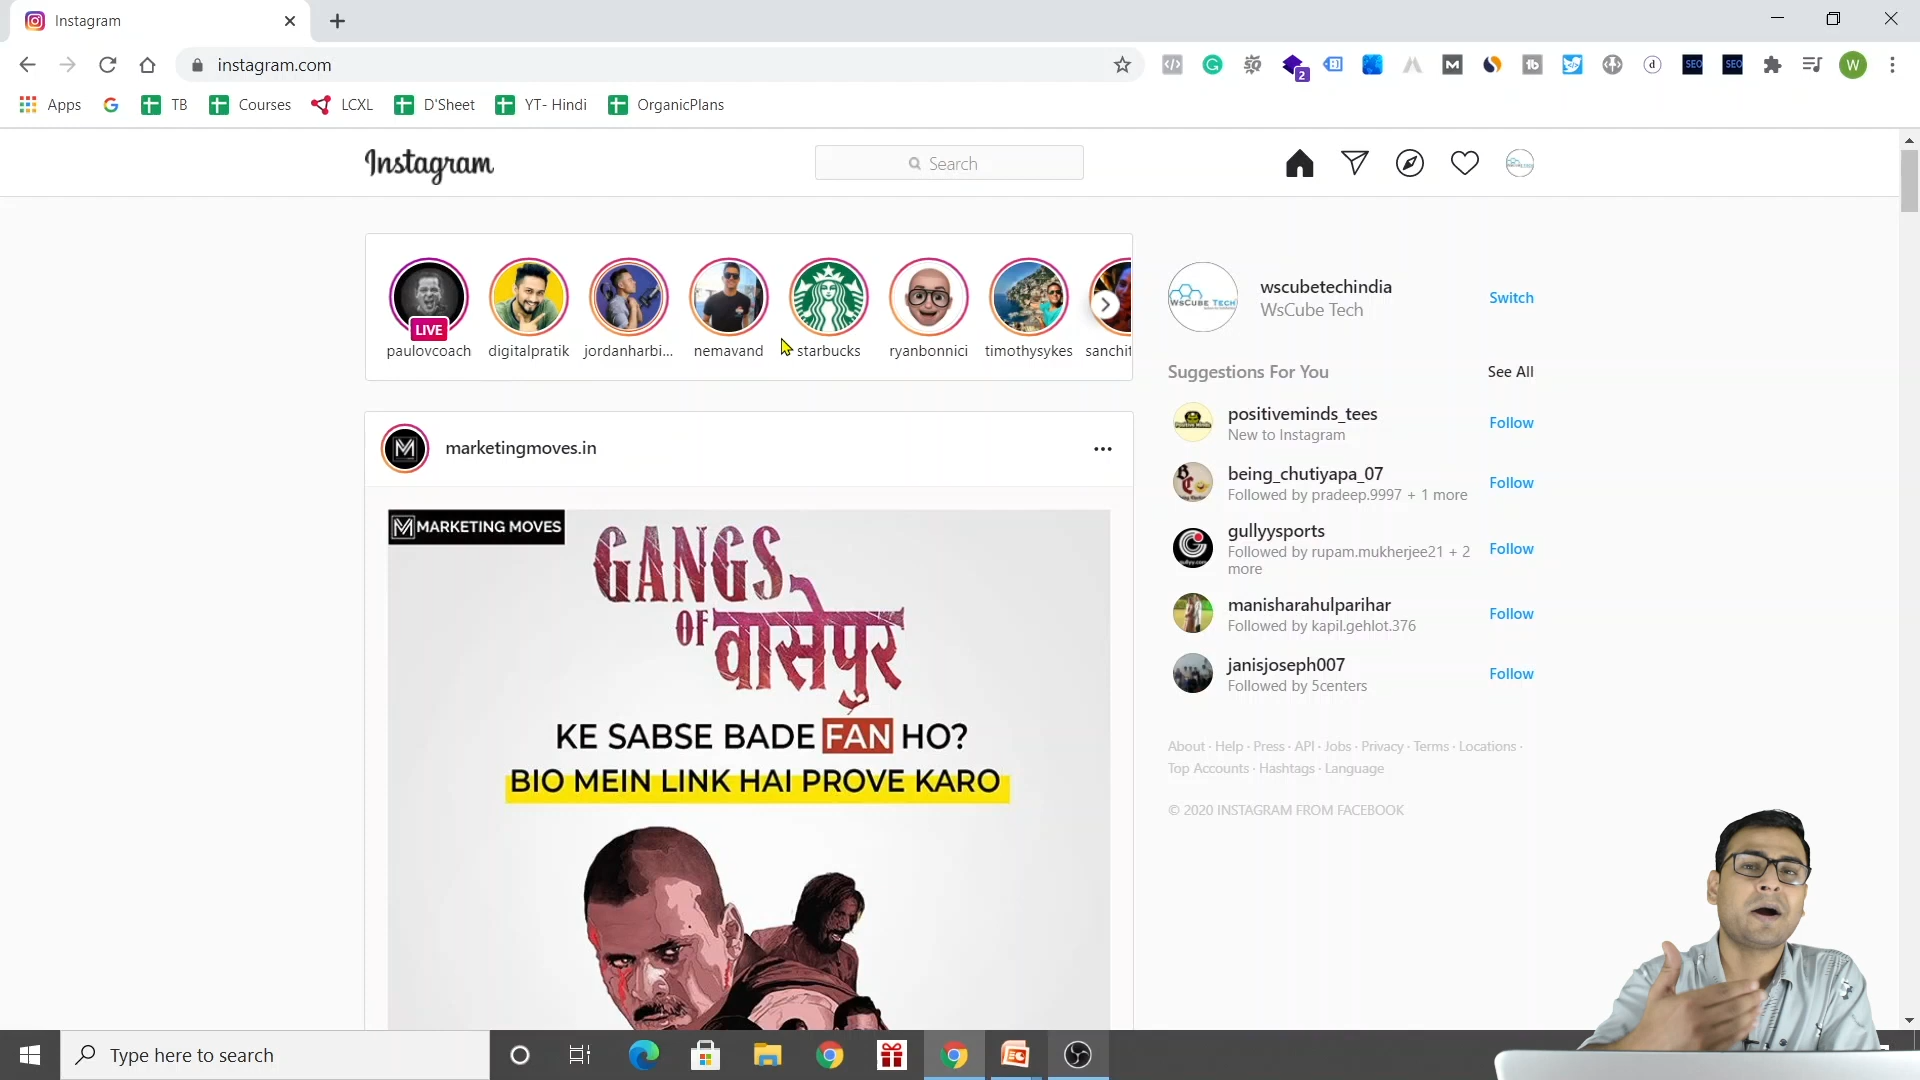 Instagram
instagram.com
2
SEO
SEO
W
Apps
TB
Courses
LCXL
D'Sheet
YT- Hindi
OrganicPlans
Instagram
Search
LIVE
paulovcoach
digitalpratik
jordanharbi...
nemavand
starbucks
ryanbonnici
timothysykes
sanchit
WsCube Tech
wscubetechindia
WsCube Tech
Switch
Suggestions For You
See All
positiveminds_tees
New to Instagram
Follow
being_chutiyapa_07
Followed by pradeep.9997 + 1 more
Follow
gullyysports
Followed by rupam.mukherjee21 + 2
more
Follow
manisharahulparihar
Followed by kapil.gehlot.376
Follow
janisjoseph007
Followed by 5centers
Follow
About · Help · Press · API · Jobs · Privacy · Terms · Locations ·
Top Accounts · Hashtags · Language
© 2020 INSTAGRAM FROM FACEBOOK
marketingmoves.in
MARKETING MOVES
GANGS
OF वासेपुर
KE SABSE BADE FAN HO?
BIO MEIN LINK HAI PROVE KARO
Type here to search